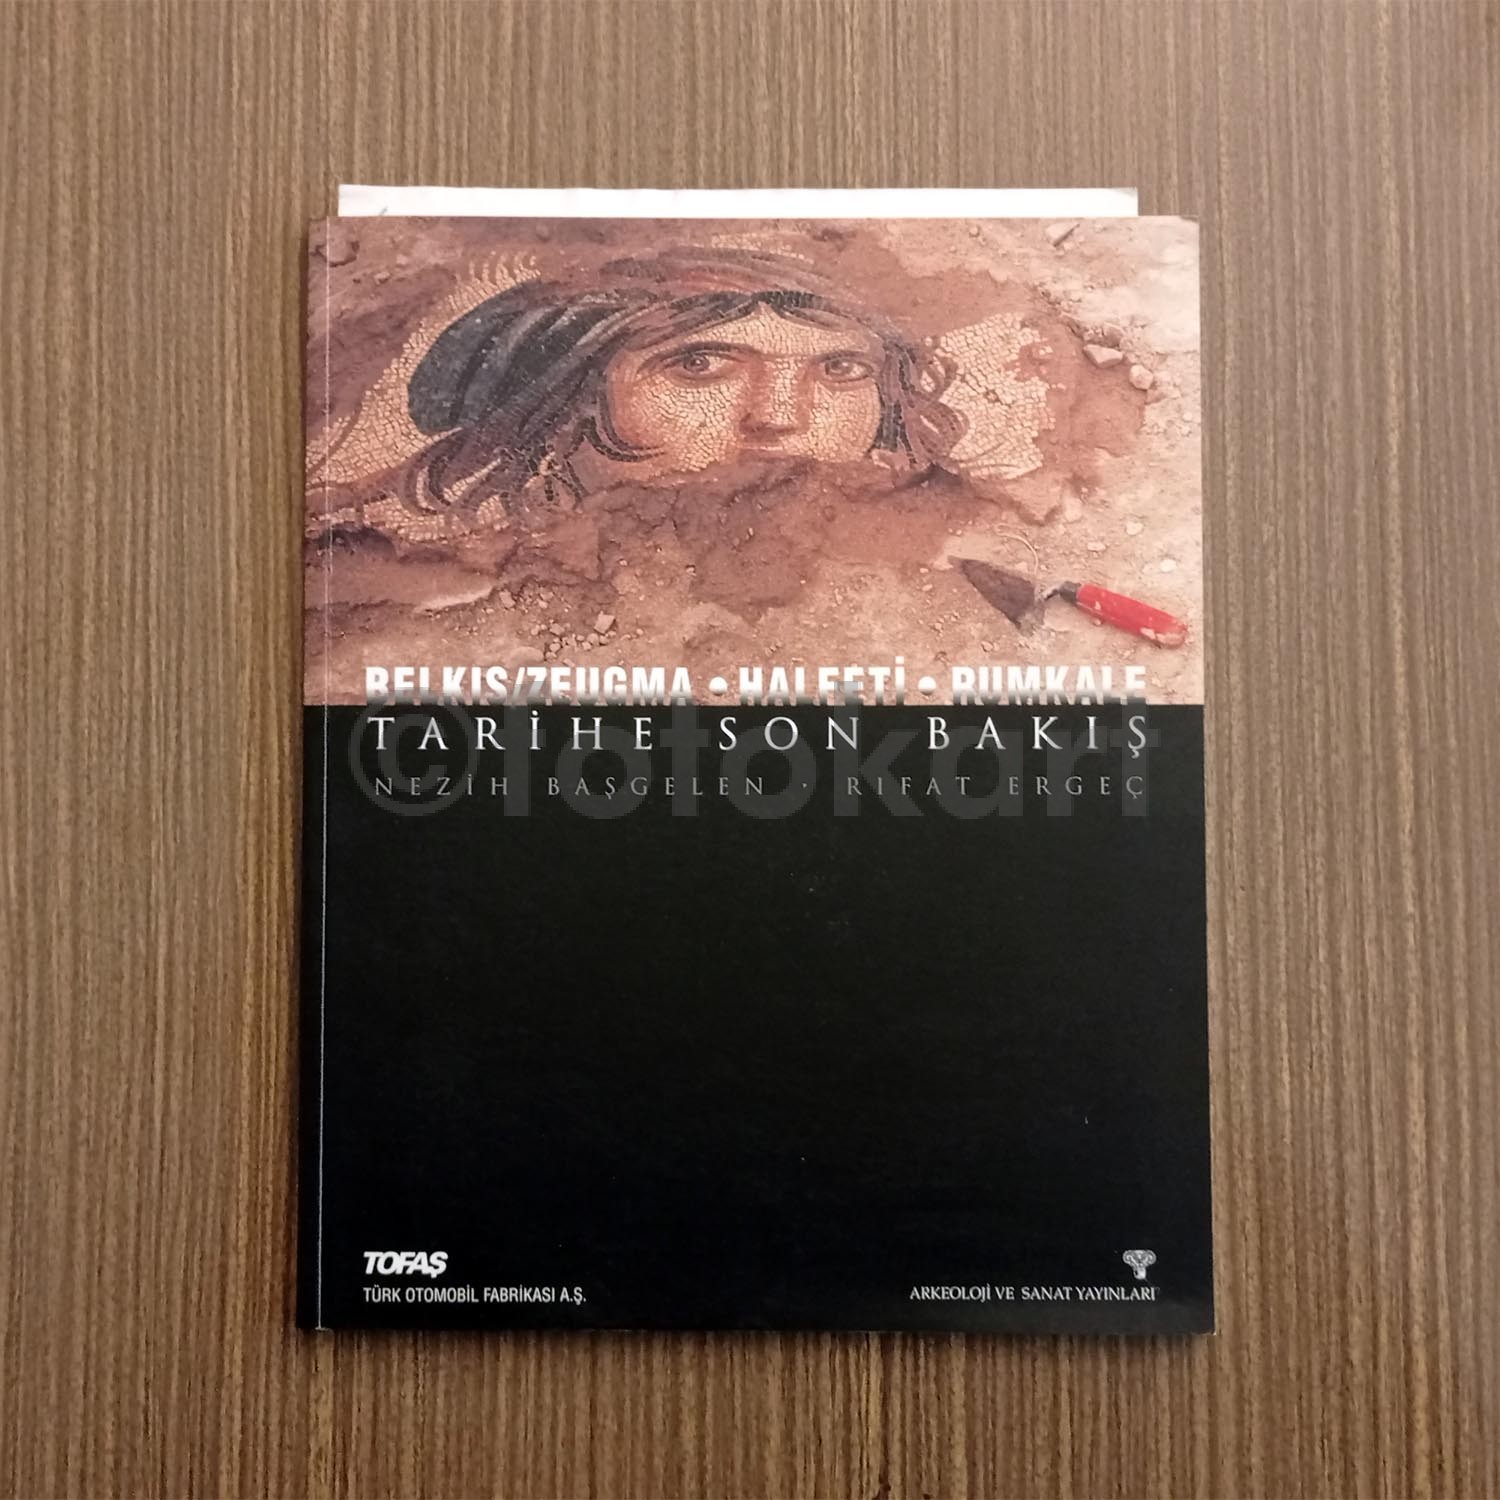 BELKIS/ZEUGMA • HALFETİ • RUMKALE
TARİHE SON BAKIŞ
©fotokart
NEZİH BAŞGELEN · RIFAT ERGEÇ
TOFAŞ
TÜRK OTOMOBİL FABRİKASI A.Ş.
ARKEOLOJİ VE SANAT YAYINLARI